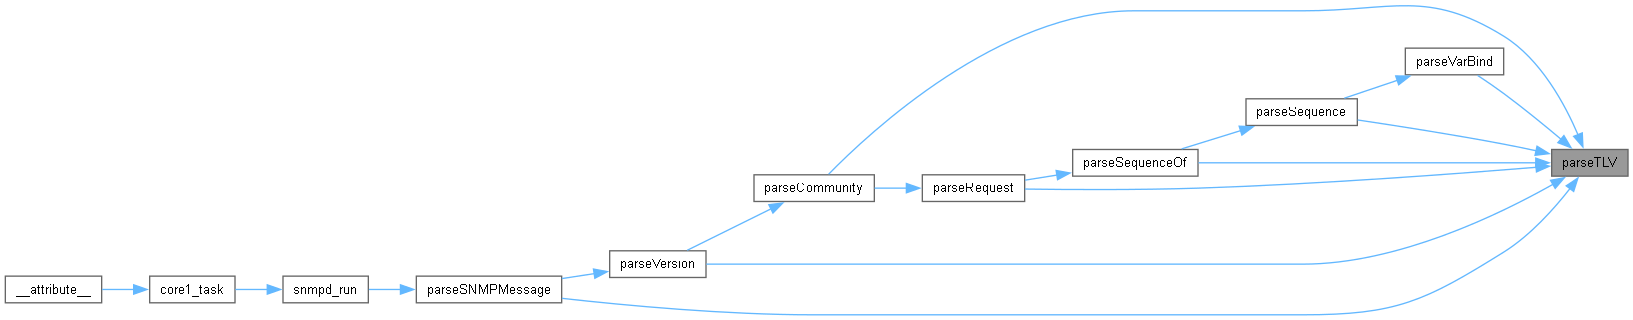 parseVarBind
parseSequence
parseSequenceOf
parseTLV
parseCommunity
parseRequest
parseVersion
__attribute__
core1_task
snmpd_run
parseSNMPMessage